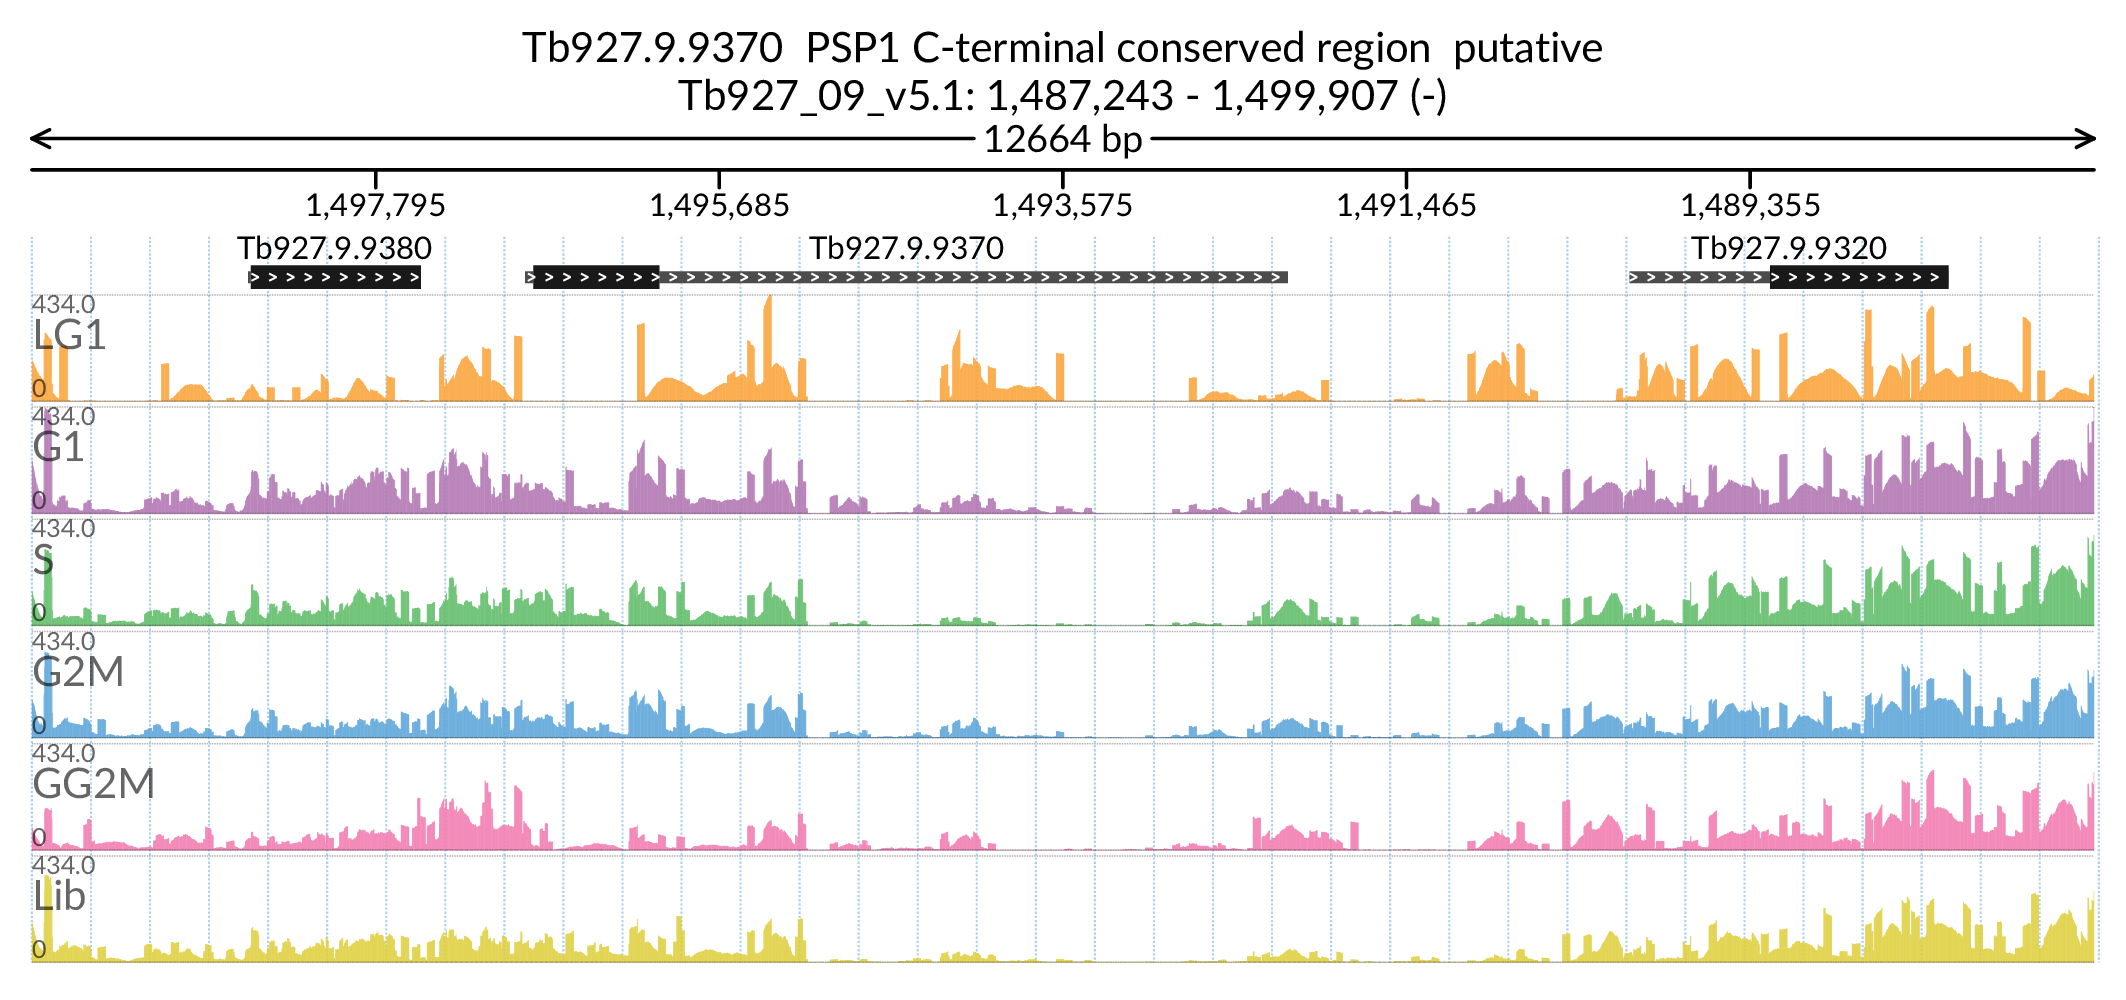 Tb927.9.9370 PSP1 C-terminal conserved region putative
Tb927_09_v5.1: 1,487,243 - 1,499,907 (-)
12664 bp
1,497,795 1,495,685 1,493,575 1,491,465 1,489,355
Tb927.9.9380 Tb927.9.9370 Tb927.9.9320
434.0
LG1
0
434.0
G1
0
434.0
S
0
434.0
G2M
0
434.0
GG2M
0
434.0
Lib
0